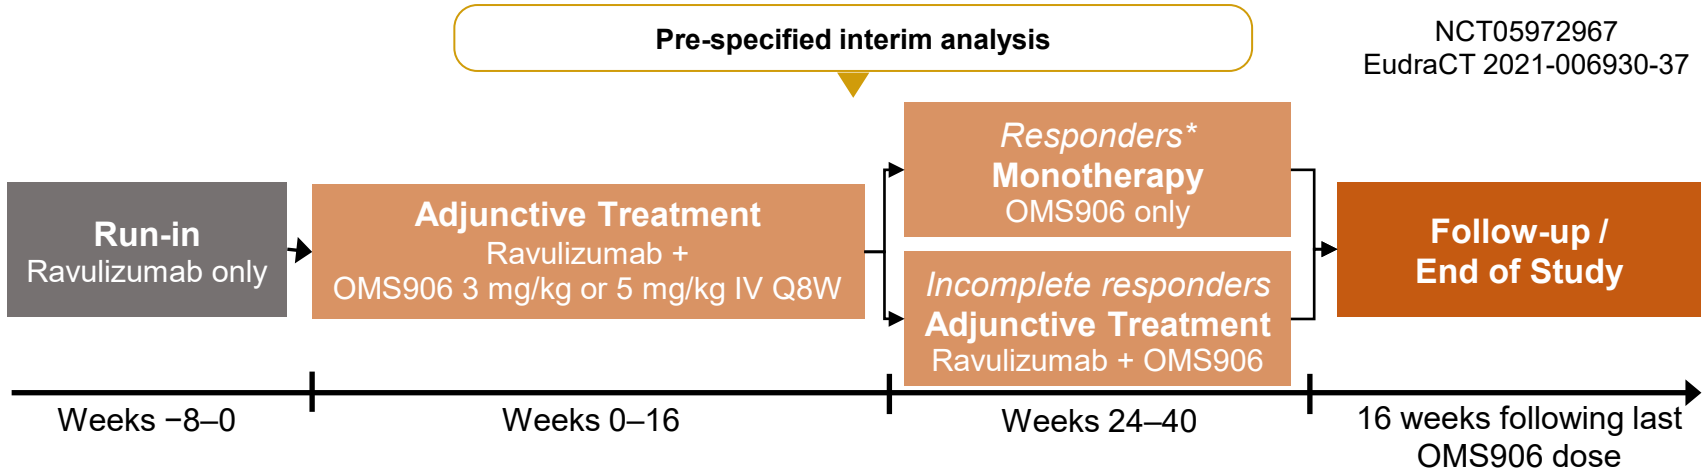 Pre-specified interim analysis
NCT05972967
EudraCT 2021-006930-37
Run-in
Ravulizumab only
Adjunctive Treatment
Ravulizumab +
OMS906 3 mg/kg or 5 mg/kg IV Q8W
Responders*
Monotherapy
OMS906 only
Incomplete responders
Adjunctive Treatment
Ravulizumab + OMS906
Follow-up /
End of Study
Weeks −8–0
Weeks 0–16
Weeks 24–40
16 weeks following last
OMS906 dose